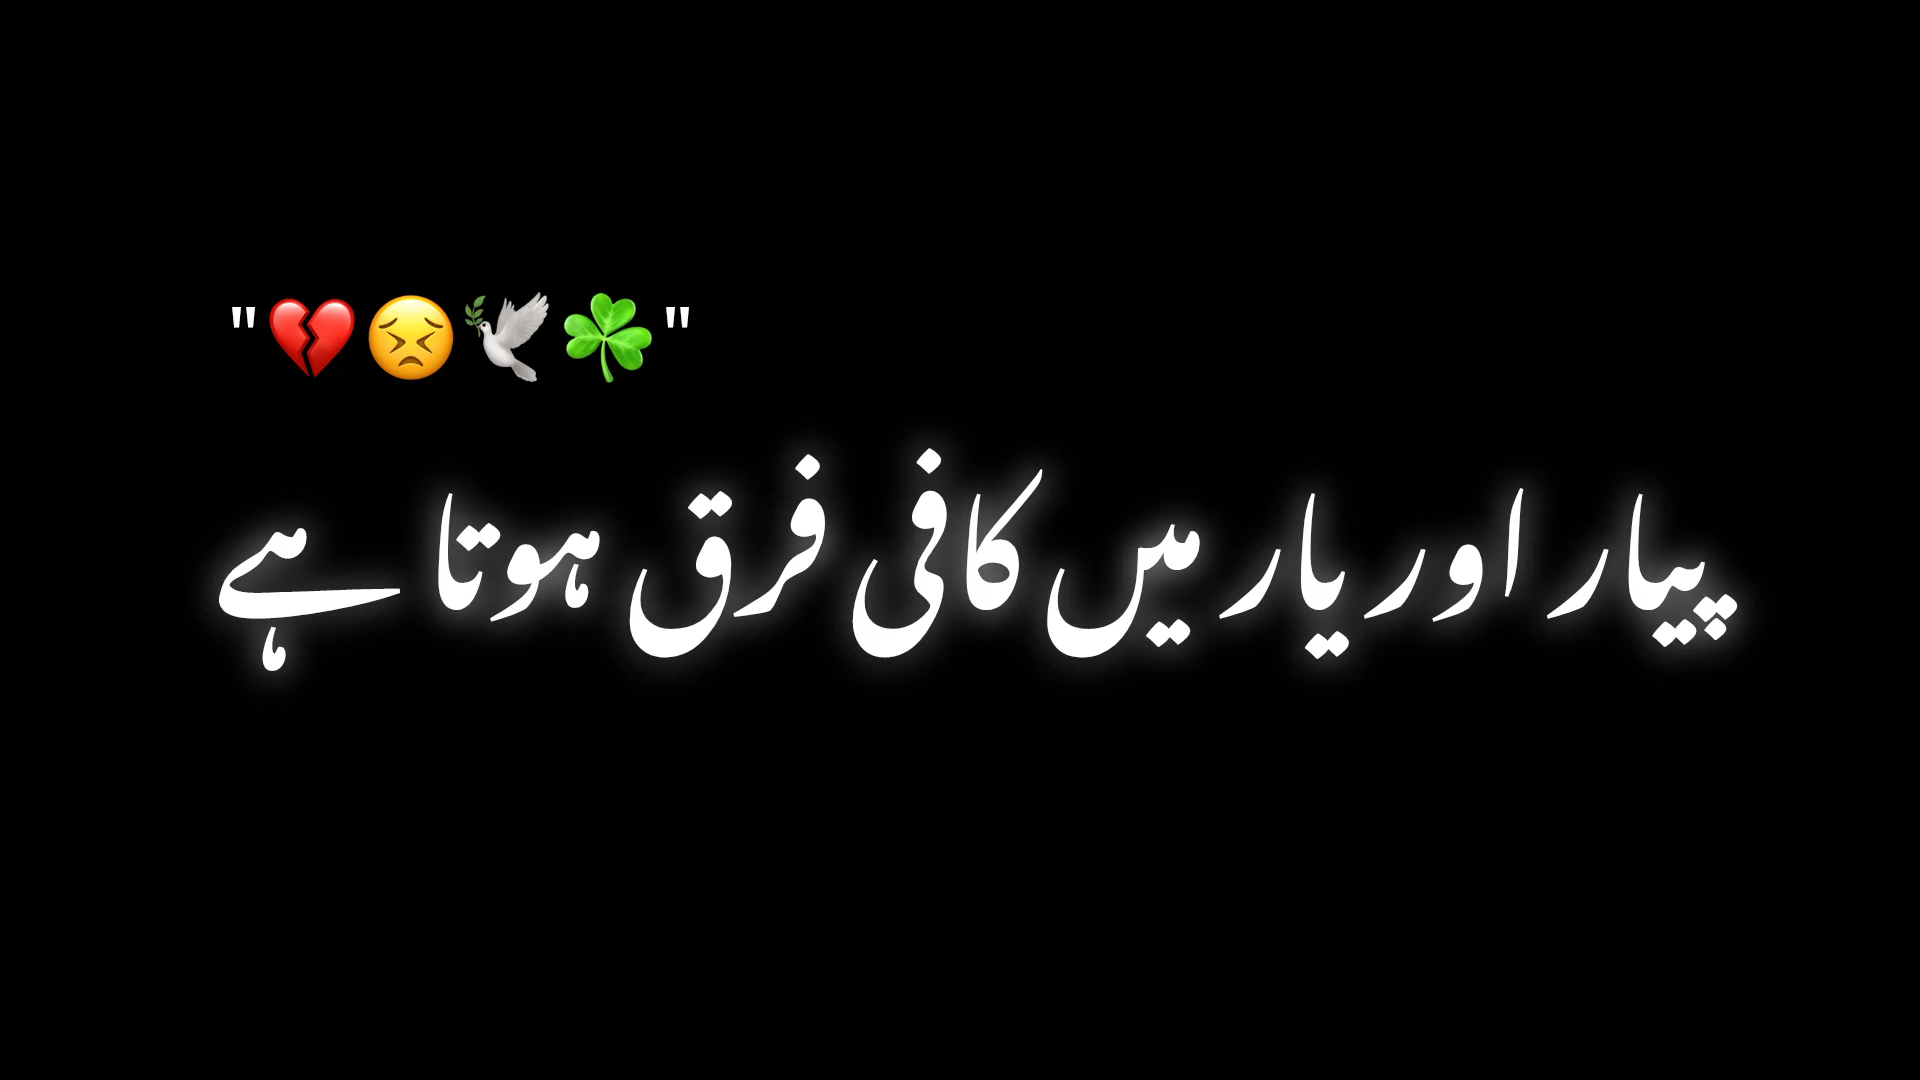 "💔😣🕊️☘️"
پیار اور یار میں کافی فرق ہوتا ہے